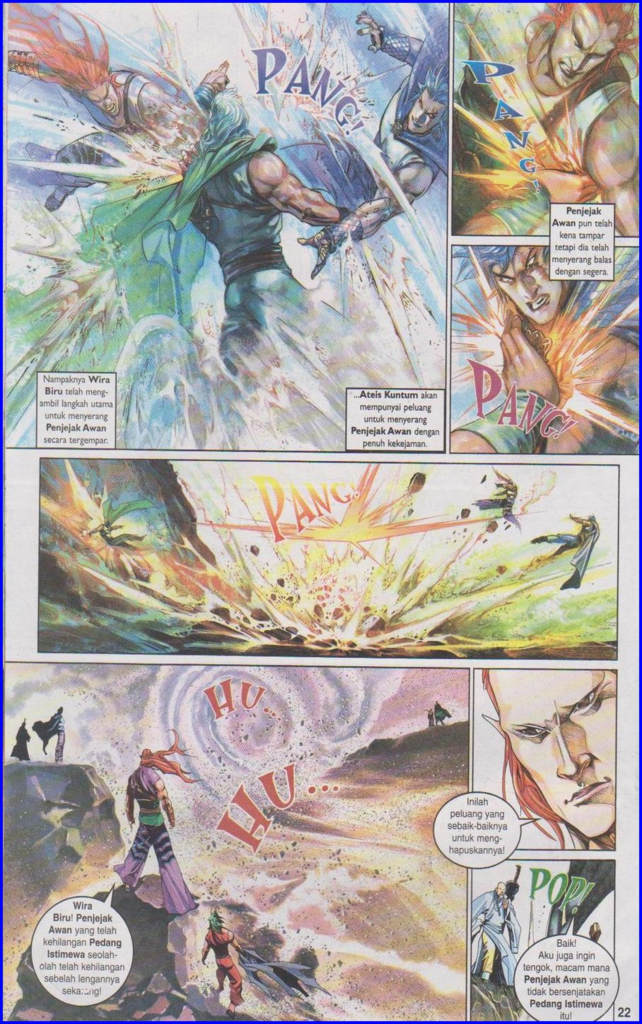 PANG!
Nampaknya Wira
Biru telah meng-
ambil langkah utama
untuk menyerang
Penjejak Awan
secara tergempar.
...Ateis Kuntum akan
mempunyai peluang
untuk menyerang
Penjejak Awan dengan
penuh kekejaman.
PANG!
Penjejak
Awan pun telah
kena tampar
tetapi dia telah
menyerang balas
dengan segera.
PANG!
PANG!
HU...
HU...
Wira
Biru! Penjejak
Awan yang telah
kehilangan Pedang
Istimewa seolah-
olah telah kehilangan
sebelah lengannya
sekarang!
Inilah
peluang yang
sebaik-baiknya
untuk meng-
hapuskannya!
POP!
Baik!
Aku juga ingin
tengok, macam mana
Penjejak Awan yang
tidak bersenjatakan
Pedang Istimewa
itu!
22